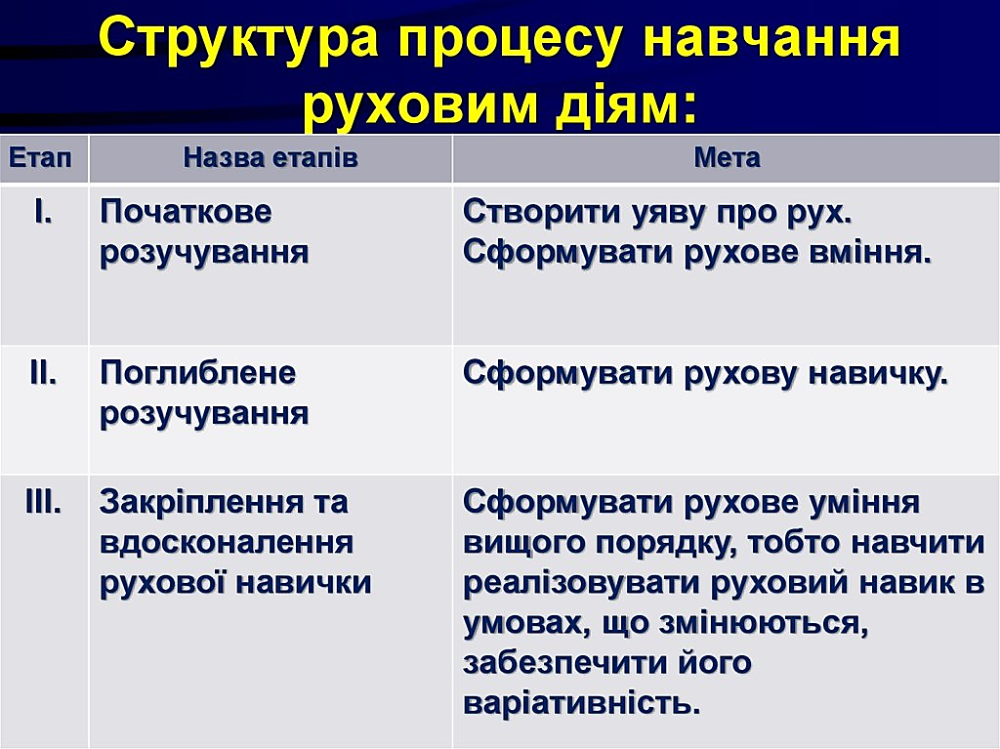 Структура процесу навчання
руховим діям:
Етап Назва етапів Мета
І. Початкове розучування
Створити уяву про рух.
Сформувати рухове вміння.
ІІ. Поглиблене розучування
Сформувати рухову навичку.
ІІІ. Закріплення та вдосконалення рухової навички
Сформувати рухове уміння
вищого порядку, тобто навчити
реалізовувати руховий навик в
умовах, що змінюються,
забезпечити його
варіативність.